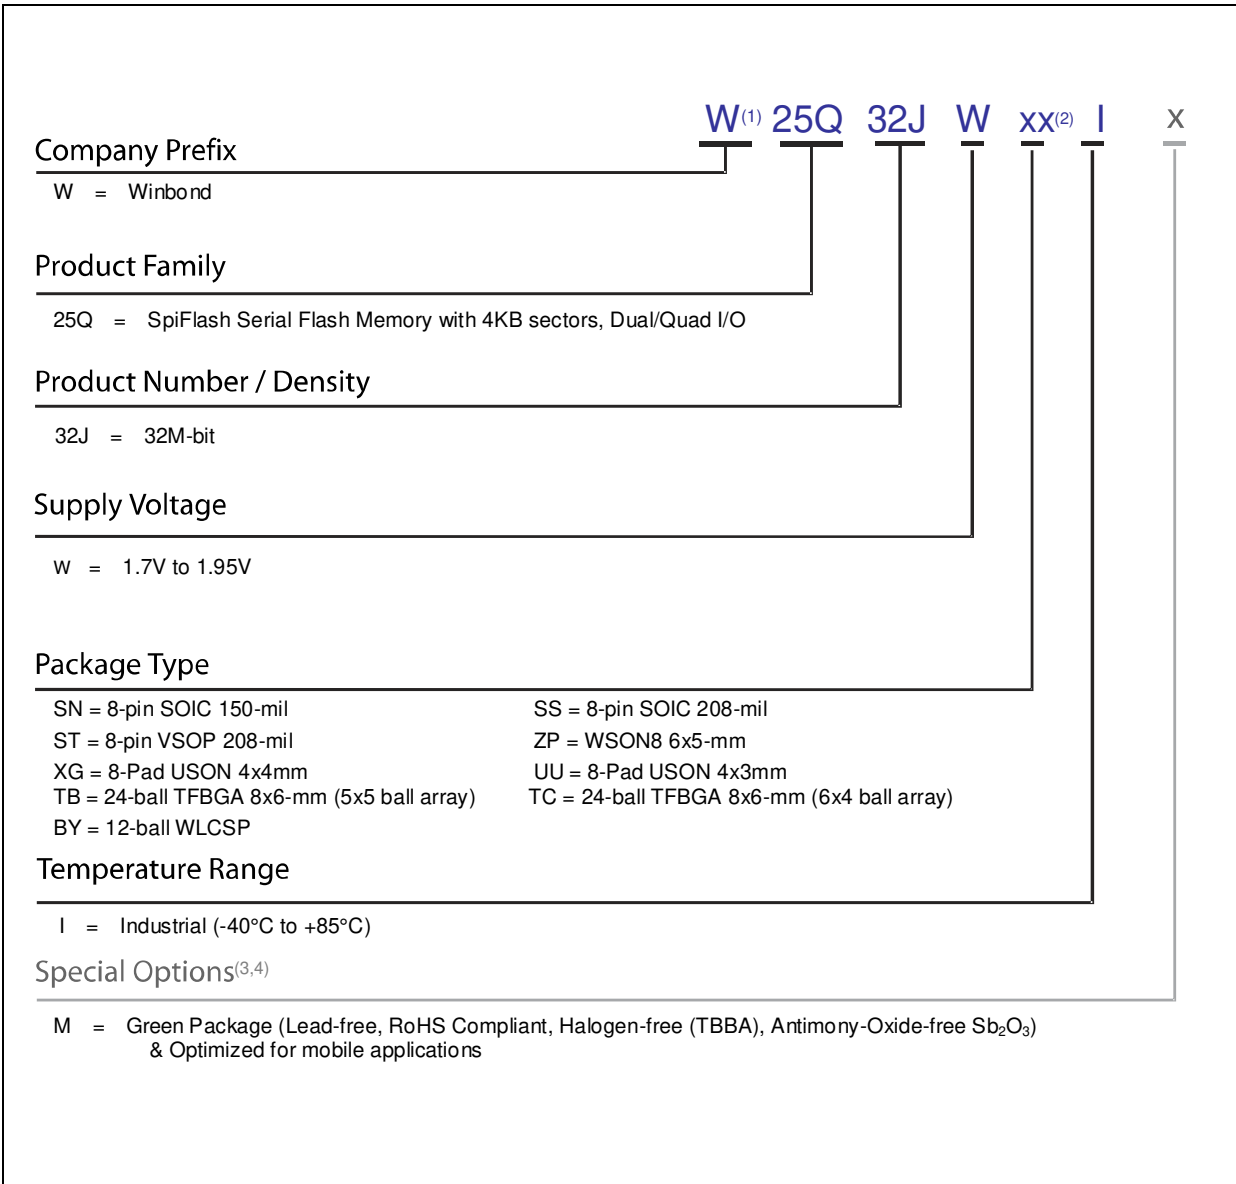 W(1) 25Q 32J W xx(2) I x
Company Prefix
W = Winbond
Product Family
25Q = SpiFlash Serial Flash Memory with 4KB sectors, Dual/Quad I/O
Product Number / Density
32J = 32M-bit
Supply Voltage
W = 1.7V to 1.95V
Package Type
SN = 8-pin SOIC 150-mil SS = 8-pin SOIC 208-mil
ST = 8-pin VSOP 208-mil ZP = WSON8 6x5-mm
XG = 8-Pad USON 4x4mm UU = 8-Pad USON 4x3mm
TB = 24-ball TFBGA 8x6-mm (5x5 ball array) TC = 24-ball TFBGA 8x6-mm (6x4 ball array)
BY = 12-ball WLCSP
Temperature Range
I = Industrial (-40°C to +85°C)
Special Options(3,4)
M = Green Package (Lead-free, RoHS Compliant, Halogen-free (TBBA), Antimony-Oxide-free Sb₂O₃)
& Optimized for mobile applications